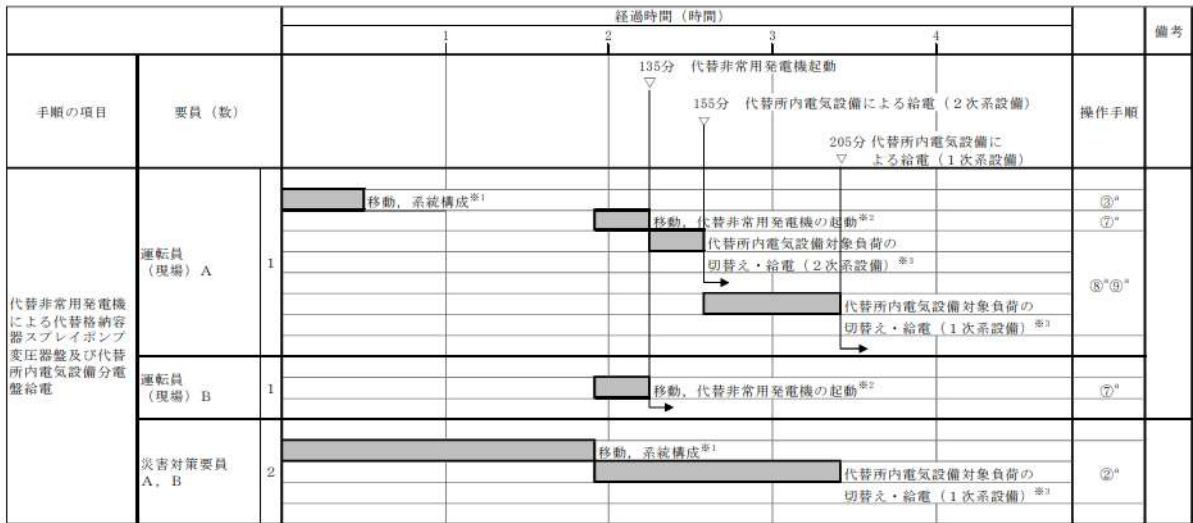 経過時間（時間）
備考
1 2 3 4
手順の項目
要員（数）
操作手順
135分 代替非常用発電機起動
▽
155分 代替所内電気設備による給電（２次系設備）
▽
205分 代替所内電気設備に
▽ よる給電（１次系設備）
代替非常用発電機
による代替格納容
器スプレイポンプ
変圧器盤及び代替
所内電気設備分電
盤給電
運転員
（現場）A
1
移動，系統構成※1
③a
移動，代替非常用発電機の起動※2
⑦a
代替所内電気設備対象負荷の
切替え・給電（２次系設備）※3
代替所内電気設備対象負荷の
切替え・給電（１次系設備）※3
⑧a⑨a
運転員
（現場）B
1
移動，代替非常用発電機の起動※2
⑦a
災害対策要員
A，B
2
移動，系統構成※1
代替所内電気設備対象負荷の
切替え・給電（１次系設備）※3
②a